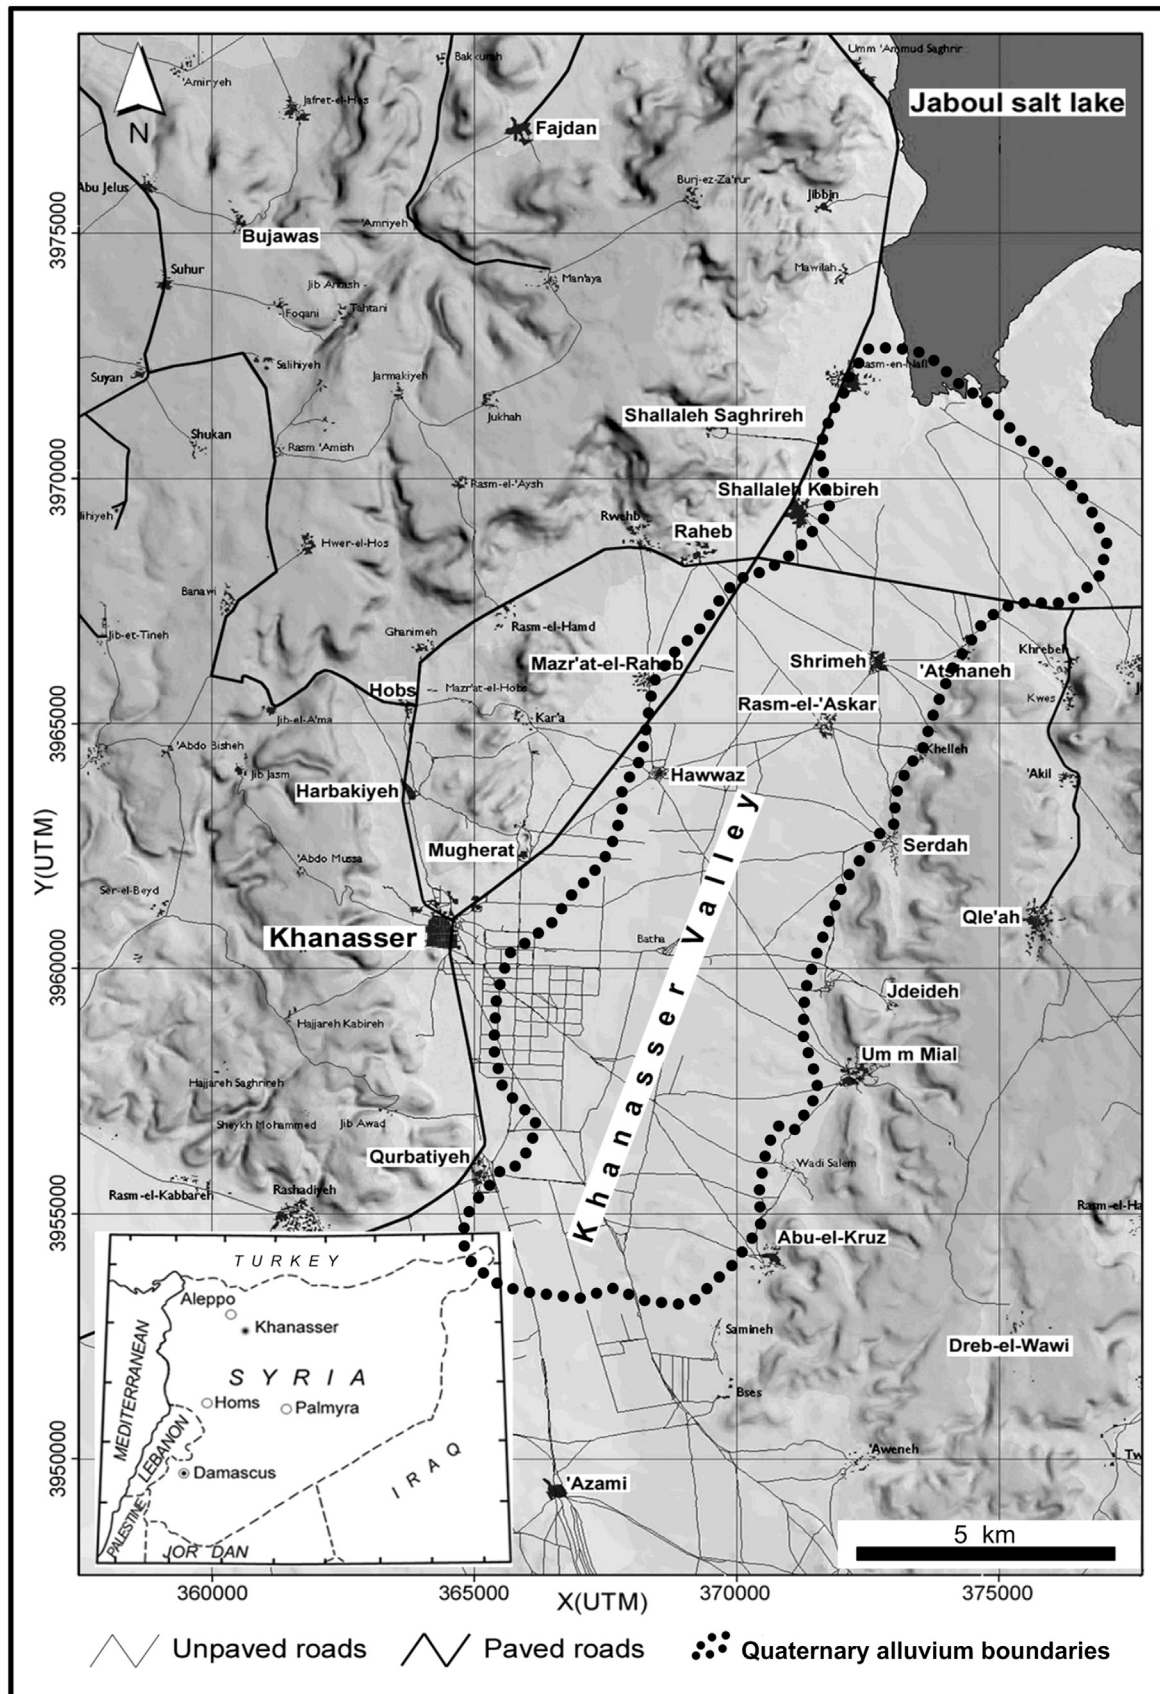 Umm 'Ammud Saghrir
Bakkurah
'Amiryeh
Jaboul salt lake
Jafret-el-Hos
N
Fajdan
Abu Jelus
Burj-ez-Za'rur
Jibbjn
'Amriyeh
Bujawas
3975000
Suhur
Mawilah
Man'aya
Jib Antash
Foqani
Tahtani
Salihiyeh
Rasm-en-Nafl
Suyan
Jarmakiyeh
Jukhah
Shallaleh Saghrireh
Shukan
Rasm 'Amish
3970000
Rasm-el-'Aysh
Shallaleh Kabireh
lihiyeh
Rwehb
Raheb
Hwer-el-Hos
Banawi
Jib-et-Tineh
Rasm-el-Hamd
Ghanimeh
Khrebeh
Mazr'at-el-Raheb
Shrimeh
'Atshaneh
Hobs
Mazr'at-el-Hobs
Kwes
Rasm-el-'Askar
Jib-el-A'ma
Kar'a
3965000
'Abdo Bisheh
Khelleh
Jib Jasm
Hawwaz
'Akil
Harbakiyeh
Y(UTM)
Mugherat
Serdah
'Abdo Mussa
Ser-el-Beyd
Qle'ah
Khanasser
Batha
3960000
Khanasser Valley
Jdeideh
Hajjareh Kabireh
Um m Mial
Hajjareh Saghrireh
Sheykh Mohammed
Jib Awad
Qurbatiyeh
Wadi Salem
Rasm-el-Kabbareh
Rashadiyeh
Rasm-el-Ha
3955000
Abu-el-Kruz
TURKEY
Aleppo
Khanasser
Samineh
Dreb-el-Wawi
MEDITERRANEAN
SYRIA
Bses
Homs
Palmyra
LEBANON
IRAQ
'Aweneh
Tw
3950000
Damascus
'Azami
PALESTINE
JOR DAN
5 km
360000
365000
370000
375000
X(UTM)
Unpaved roads
Paved roads
Quaternary alluvium boundaries